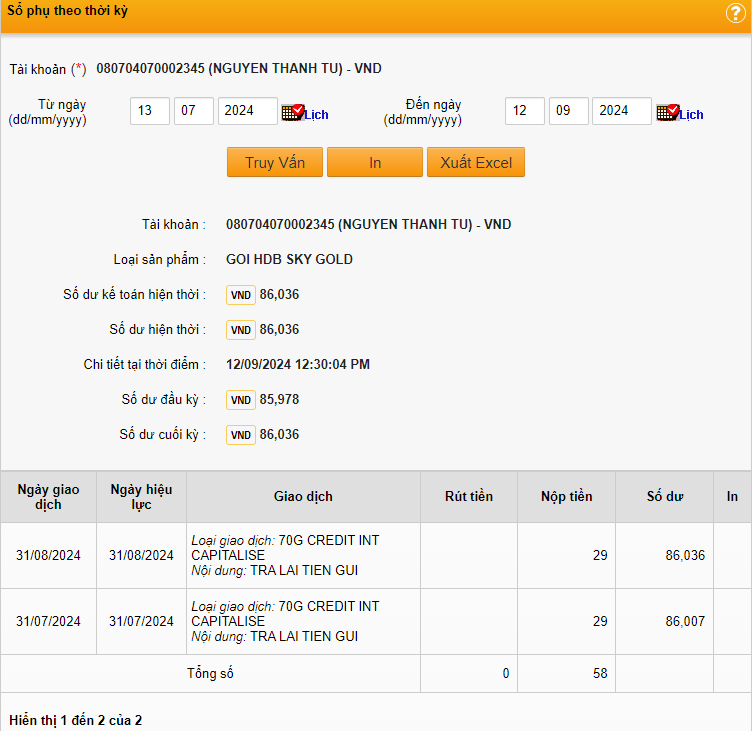 Sổ phụ theo thời kỳ
?
Tài khoản (*) 080704070002345 (NGUYEN THANH TU) - VND
Từ ngày 13 07 2024 Lịch Đến ngày 12 09 2024 Lịch
(dd/mm/yyyy) (dd/mm/yyyy)
Truy Vấn In Xuất Excel
Tài khoản : 080704070002345 (NGUYEN THANH TU) - VND
Loại sản phẩm : GOI HDB SKY GOLD
Số dư kế toán hiện thời : VND 86,036
Số dư hiện thời : VND 86,036
Chi tiết tại thời điểm : 12/09/2024 12:30:04 PM
Số dư đầu kỳ : VND 85,978
Số dư cuối kỳ : VND 86,036
Ngày giao dịch Ngày hiệu lực Giao dịch Rút tiền Nộp tiền Số dư In
31/08/2024 31/08/2024 Loại giao dịch: 70G CREDIT INT CAPITALISE 29 86,036
Nội dung: TRA LAI TIEN GUI
31/07/2024 31/07/2024 Loại giao dịch: 70G CREDIT INT CAPITALISE 29 86,007
Nội dung: TRA LAI TIEN GUI
Tổng số 0 58
Hiển thị 1 đến 2 của 2